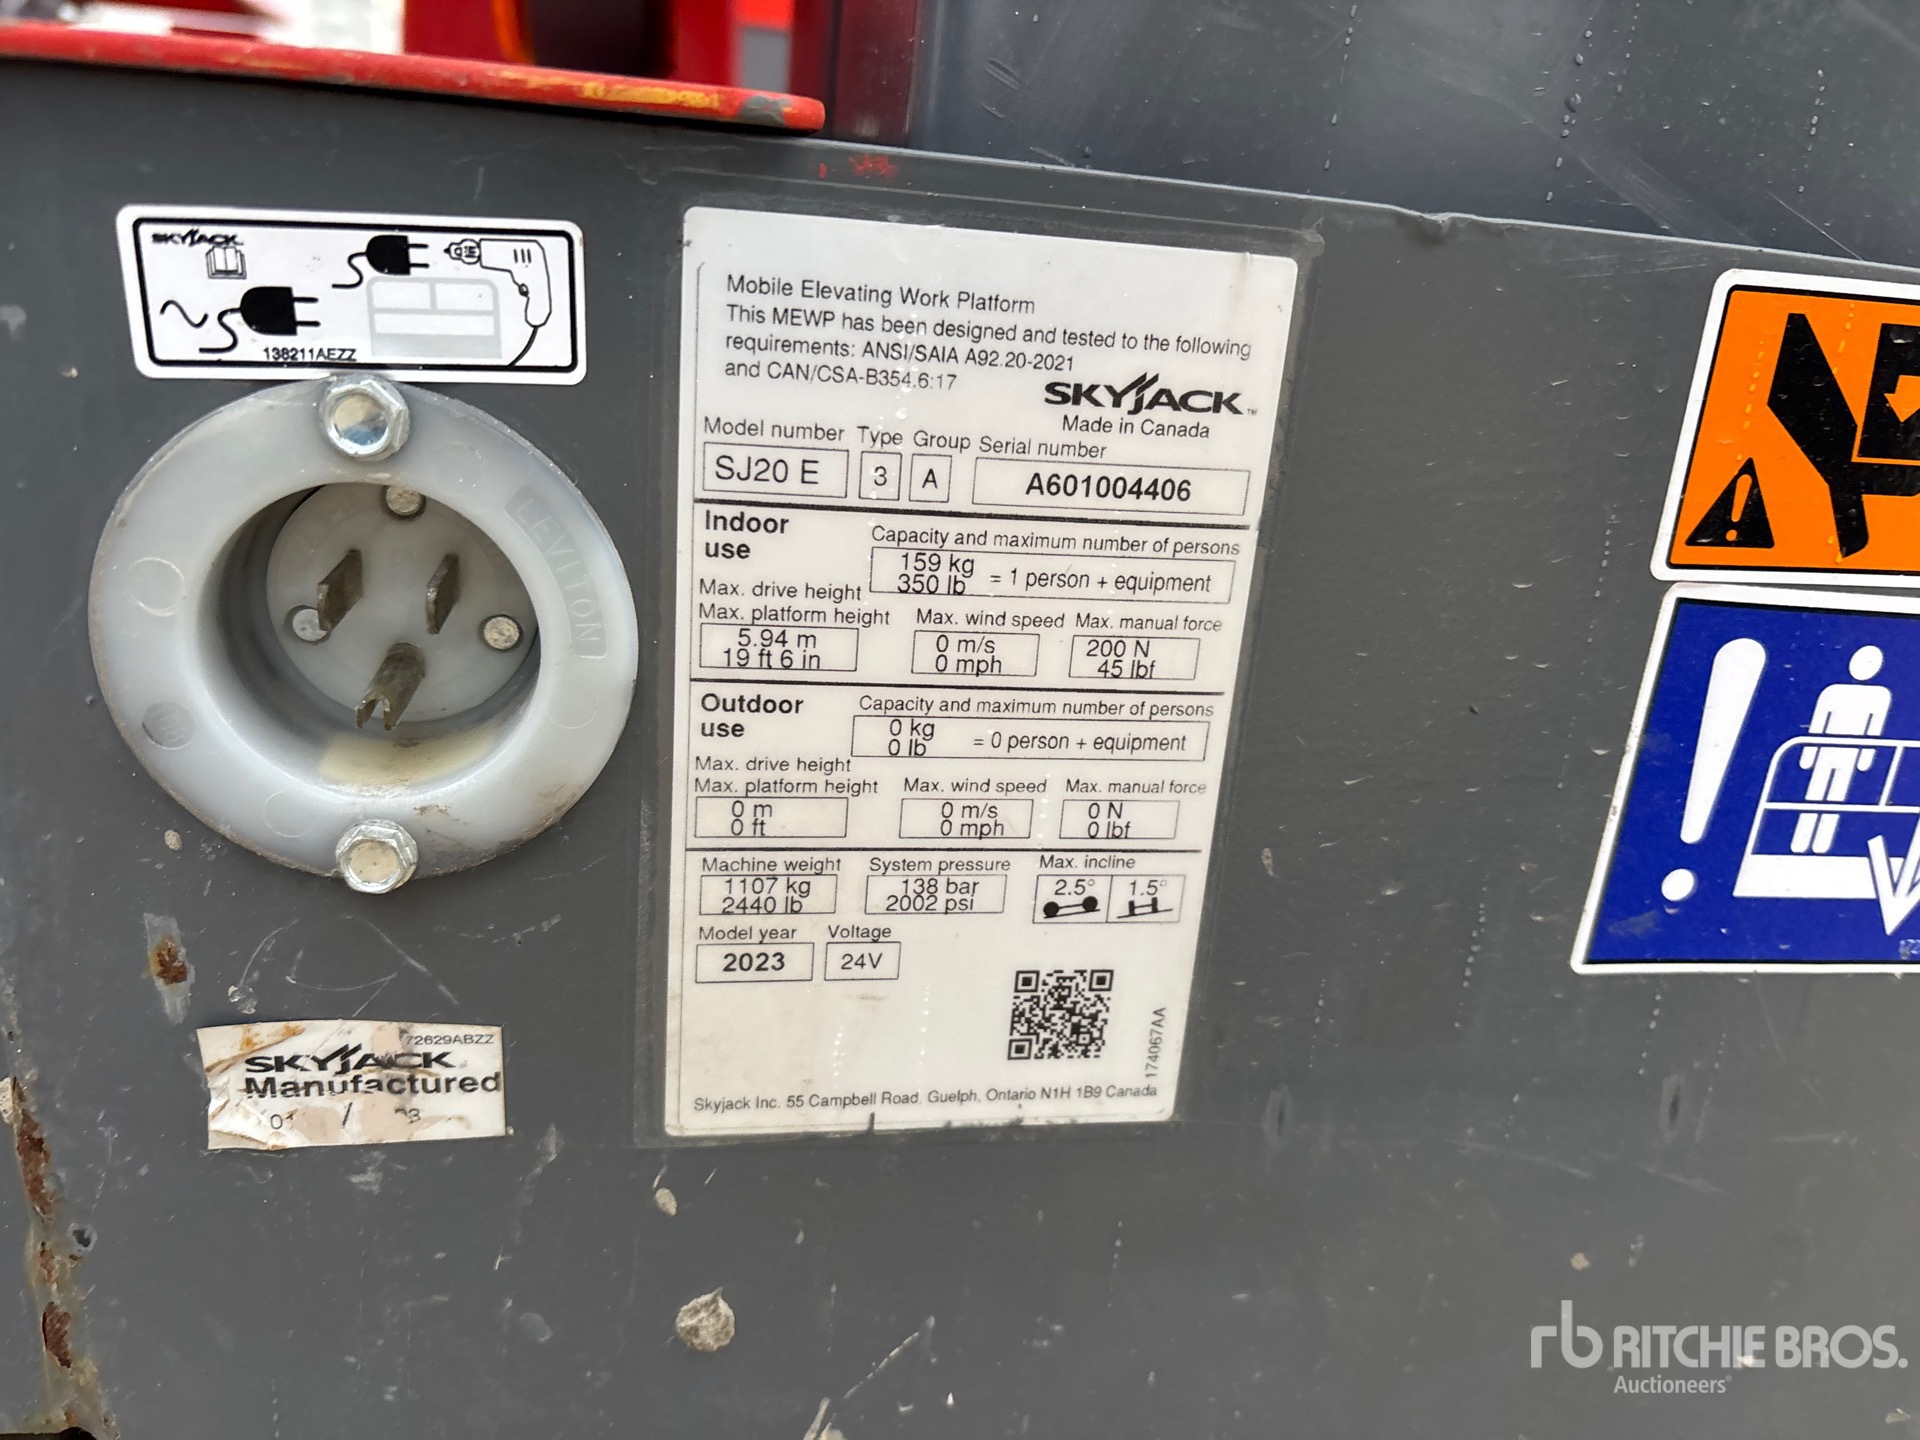 SKYJACK
138211AEZZ
LEVITON
Mobile Elevating Work Platform
This MEWP has been designed and tested to the following
requirements: ANSI/SAIA A92.20-2021
and CAN/CSA-B354.6:17
SKYJACK™
Made in Canada
Model number Type Group Serial number
SJ20 E 3 A A601004406
Indoor use
Capacity and maximum number of persons
159 kg
350 lb = 1 person + equipment
Max. drive height
Max. platform height Max. wind speed Max. manual force
5.94 m 0 m/s 200 N
19 ft 6 in 0 mph 45 lbf
Outdoor use
Capacity and maximum number of persons
0 kg
0 lb = 0 person + equipment
Max. drive height
Max. platform height Max. wind speed Max. manual force
0 m 0 m/s 0 N
0 ft 0 mph 0 lbf
Machine weight System pressure Max. incline
1107 kg 138 bar 2.5° 1.5°
2440 lb 2002 psi
Model year Voltage
2023 24V
174067AA
Skyjack Inc. 55 Campbell Road, Guelph, Ontario N1H 1B9 Canada
72629ABZZ
SKYJACK
Manufactured
rb RITCHIE BROS.
Auctioneers